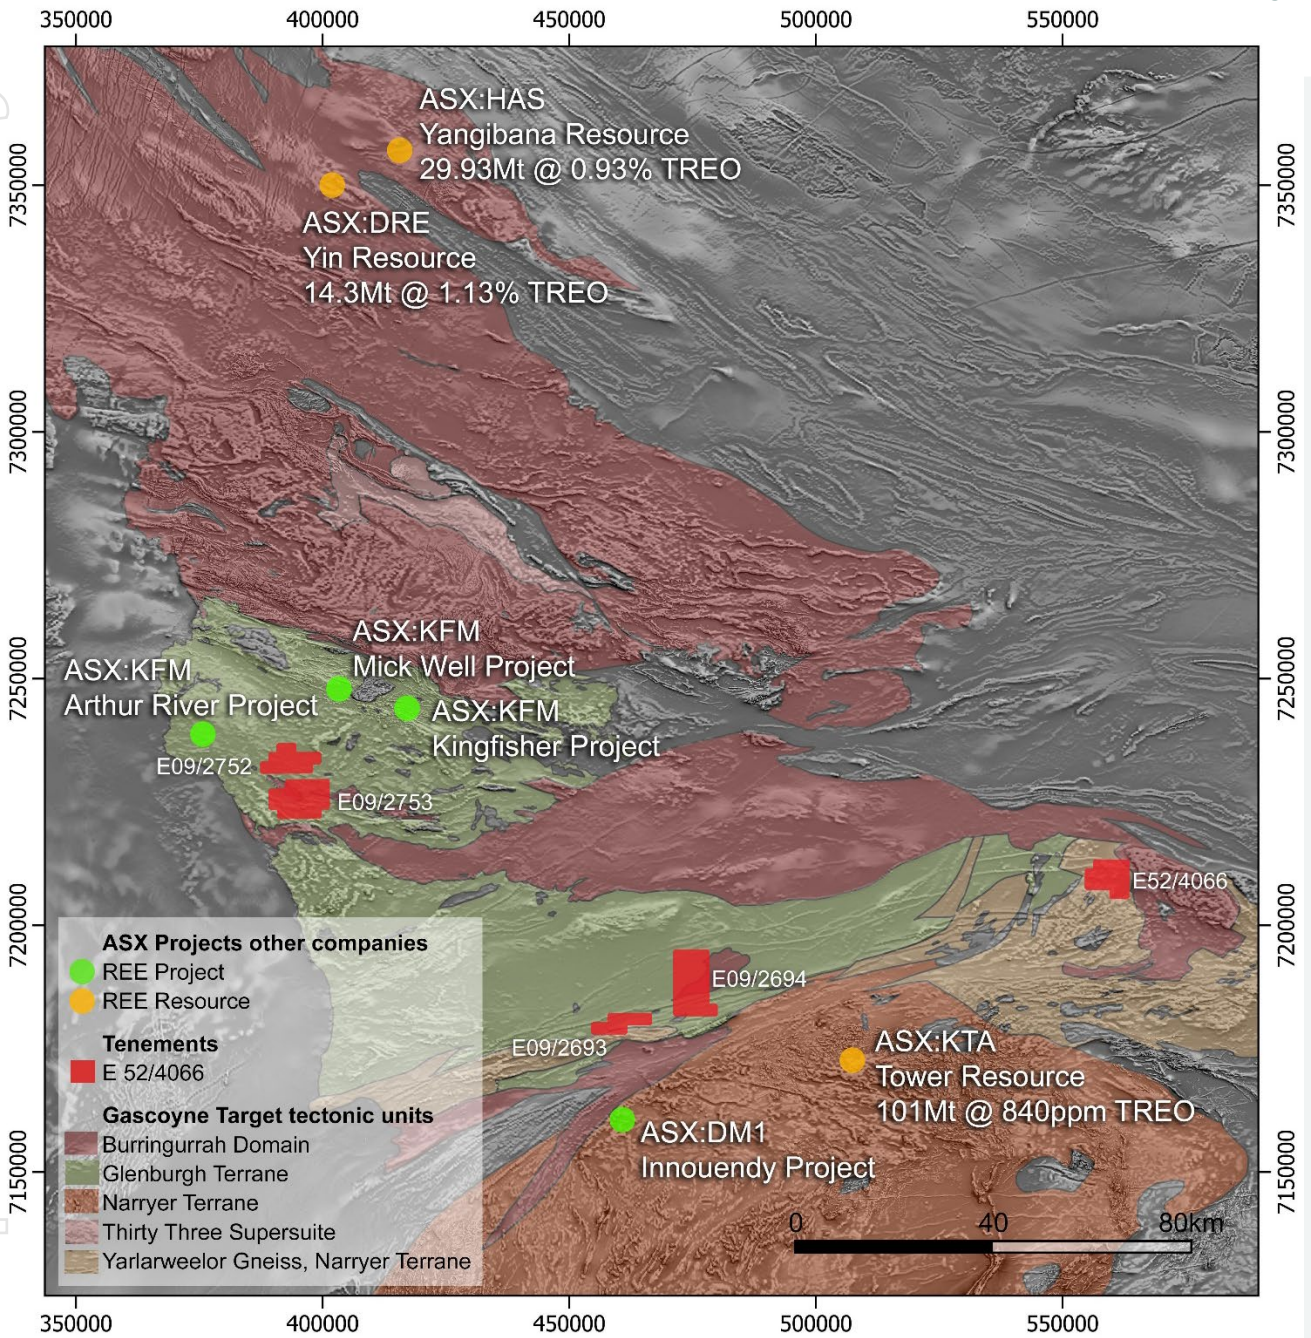 350000 400000 450000 500000 550000
ASX:HAS
Yangibana Resource
29.93Mt @ 0.93% TREO
7350000
7350000
ASX:DRE
Yin Resource
14.3Mt @ 1.13% TREO
7300000
7300000
ASX:KFM
Mick Well Project
7250000
7250000
ASX:KFM
Arthur River Project
ASX:KFM
Kingfisher Project
E09/2752
E09/2753
E52/4066
7200000
7200000
E09/2694
E09/2693
ASX:KTA
Tower Resource
101Mt @ 840ppm TREO
ASX:DM1
Innouendy Project
7150000
7150000
ASX Projects other companies
REE Project
REE Resource
Tenements
E 52/4066
Gascoyne Target tectonic units
Burringurrah Domain
Glenburgh Terrane
Narryer Terrane
Thirty Three Supersuite
Yarlarweelor Gneiss, Narryer Terrane
0 40 80km
350000 400000 450000 500000 550000